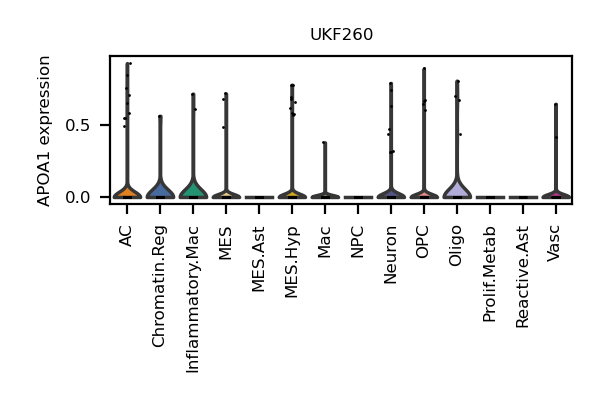 UKF260
APOA1 expression
0.5
0.0
AC
Chromatin.Reg
Inflammatory.Mac
MES
MES.Ast
MES.Hyp
Mac
NPC
Neuron
OPC
Oligo
Prolif.Metab
Reactive.Ast
Vasc